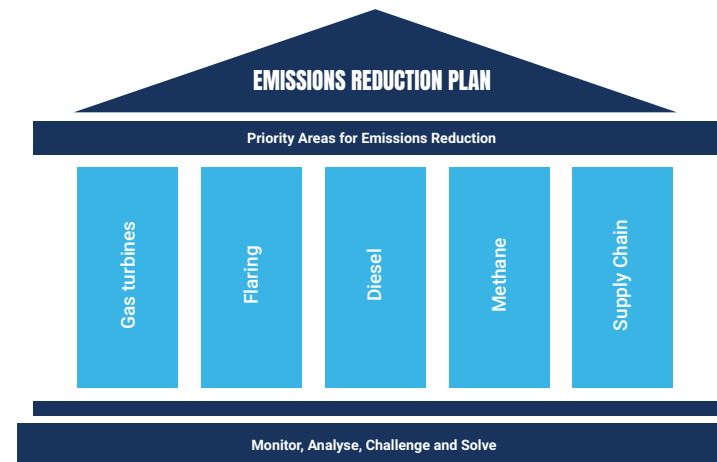 EMISSIONS REDUCTION PLAN
Priority Areas for Emissions Reduction
Gas turbines
Flaring
Diesel
Methane
Supply Chain
Monitor, Analyse, Challenge and Solve